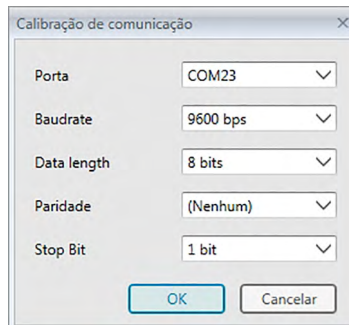 Calibração de comunicação
Porta COM23
Baudrate 9600 bps
Data length 8 bits
Paridade (Nenhum)
Stop Bit 1 bit
OK Cancelar